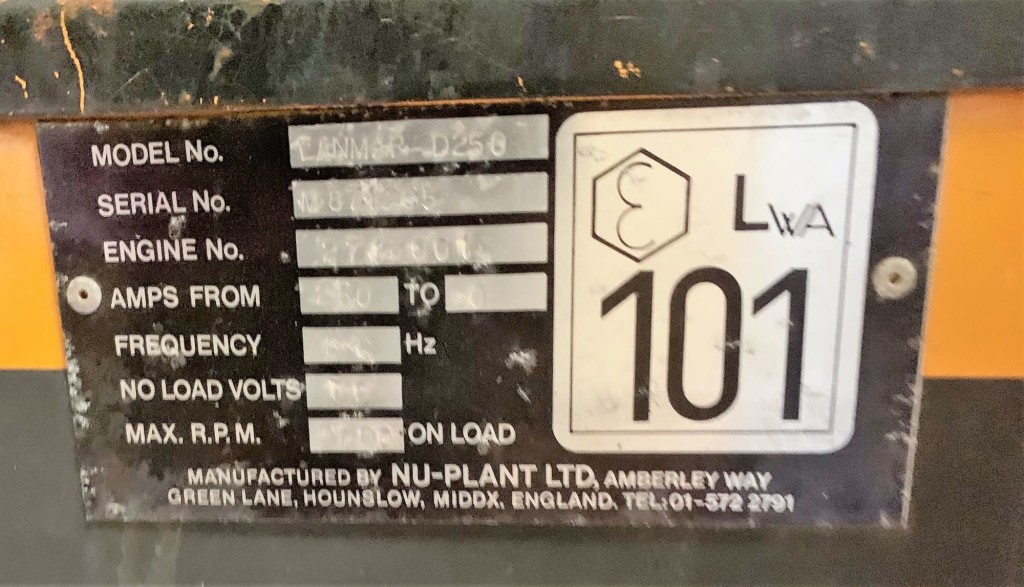 MODEL No. D250
SERIAL No.
ENGINE No.
AMPS FROM TO
FREQUENCY Hz
NO LOAD VOLTS
MAX. R.P.M. ON LOAD
LWA
101
MANUFACTURED BY NU-PLANT LTD, AMBERLEY WAY
GREEN LANE, HOUNSLOW, MIDDX. ENGLAND. TEL:01-572 2791